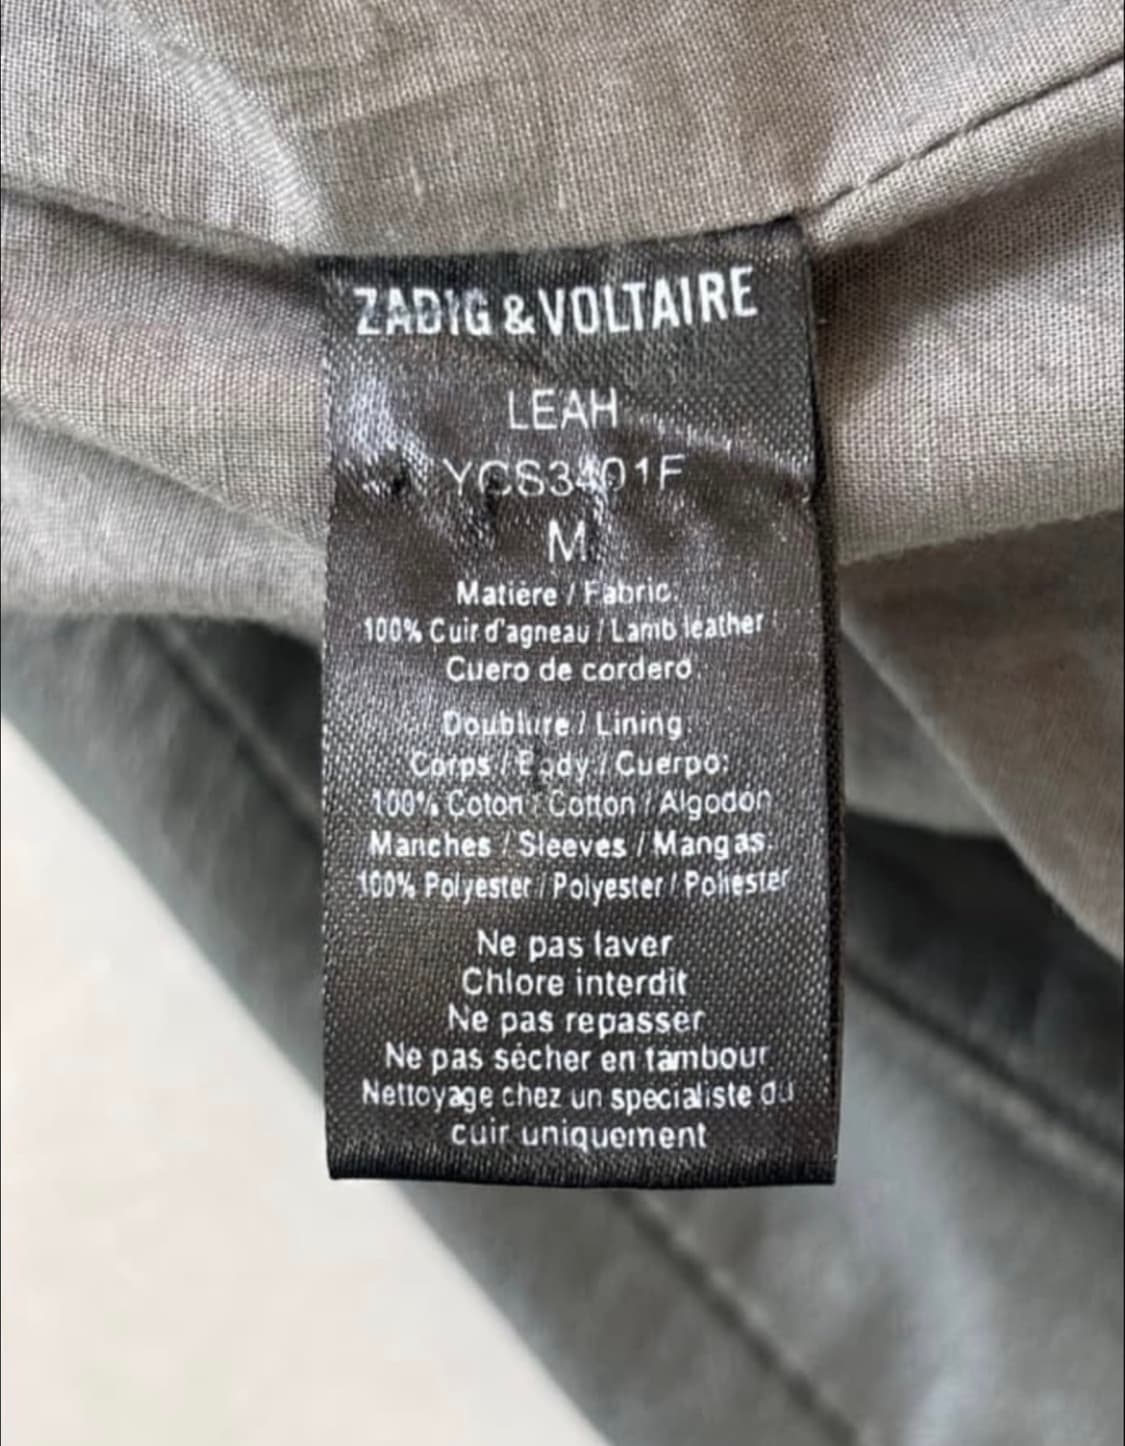 ZADIG & VOLTAIRE
LEAH
YCS3401F
M
Matière / Fabric.
100% Cuir d'agneau / Lamb leather
Cuero de cordero.
Doublure / Lining:
Corps / Body / Cuerpo:
100% Coton / Cotton / Algodón
Manches / Sleeves / Mangas:
100% Polyester / Polyester / Poliester
Ne pas laver
Chlore interdit
Ne pas repasser
Ne pas sécher en tambour
Nettoyage chez un specialiste du
cuir uniquement